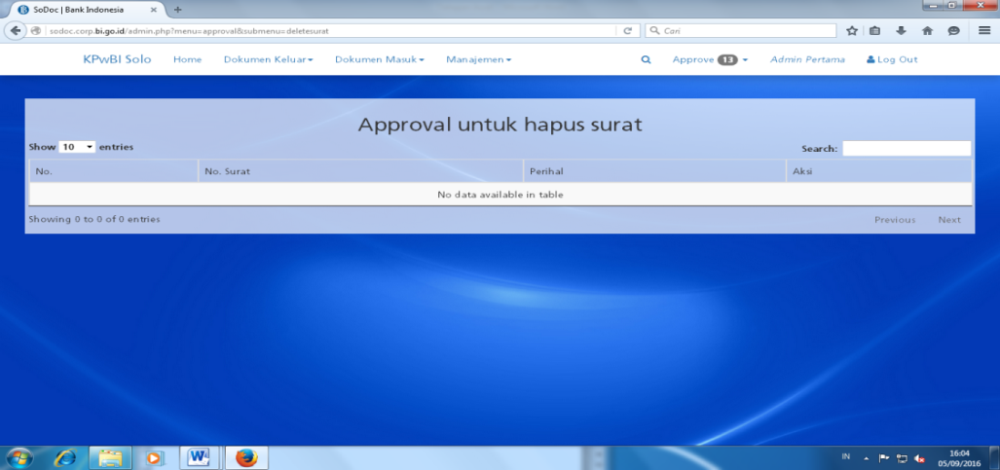 SoDoc | Bank Indonesia
sodoc.corp.bi.go.id/admin.php?menu=approval&submenu=deletesurat
Cari
KPwBI Solo Home Dokumen Keluar Dokumen Masuk Manajemen Approve 13 Admin Pertama Log Out
Approval untuk hapus surat
Show 10 entries Search:
No. No. Surat Perihal Aksi
No data available in table
Showing 0 to 0 of 0 entries Previous Next
IN 16:04
05/09/2016